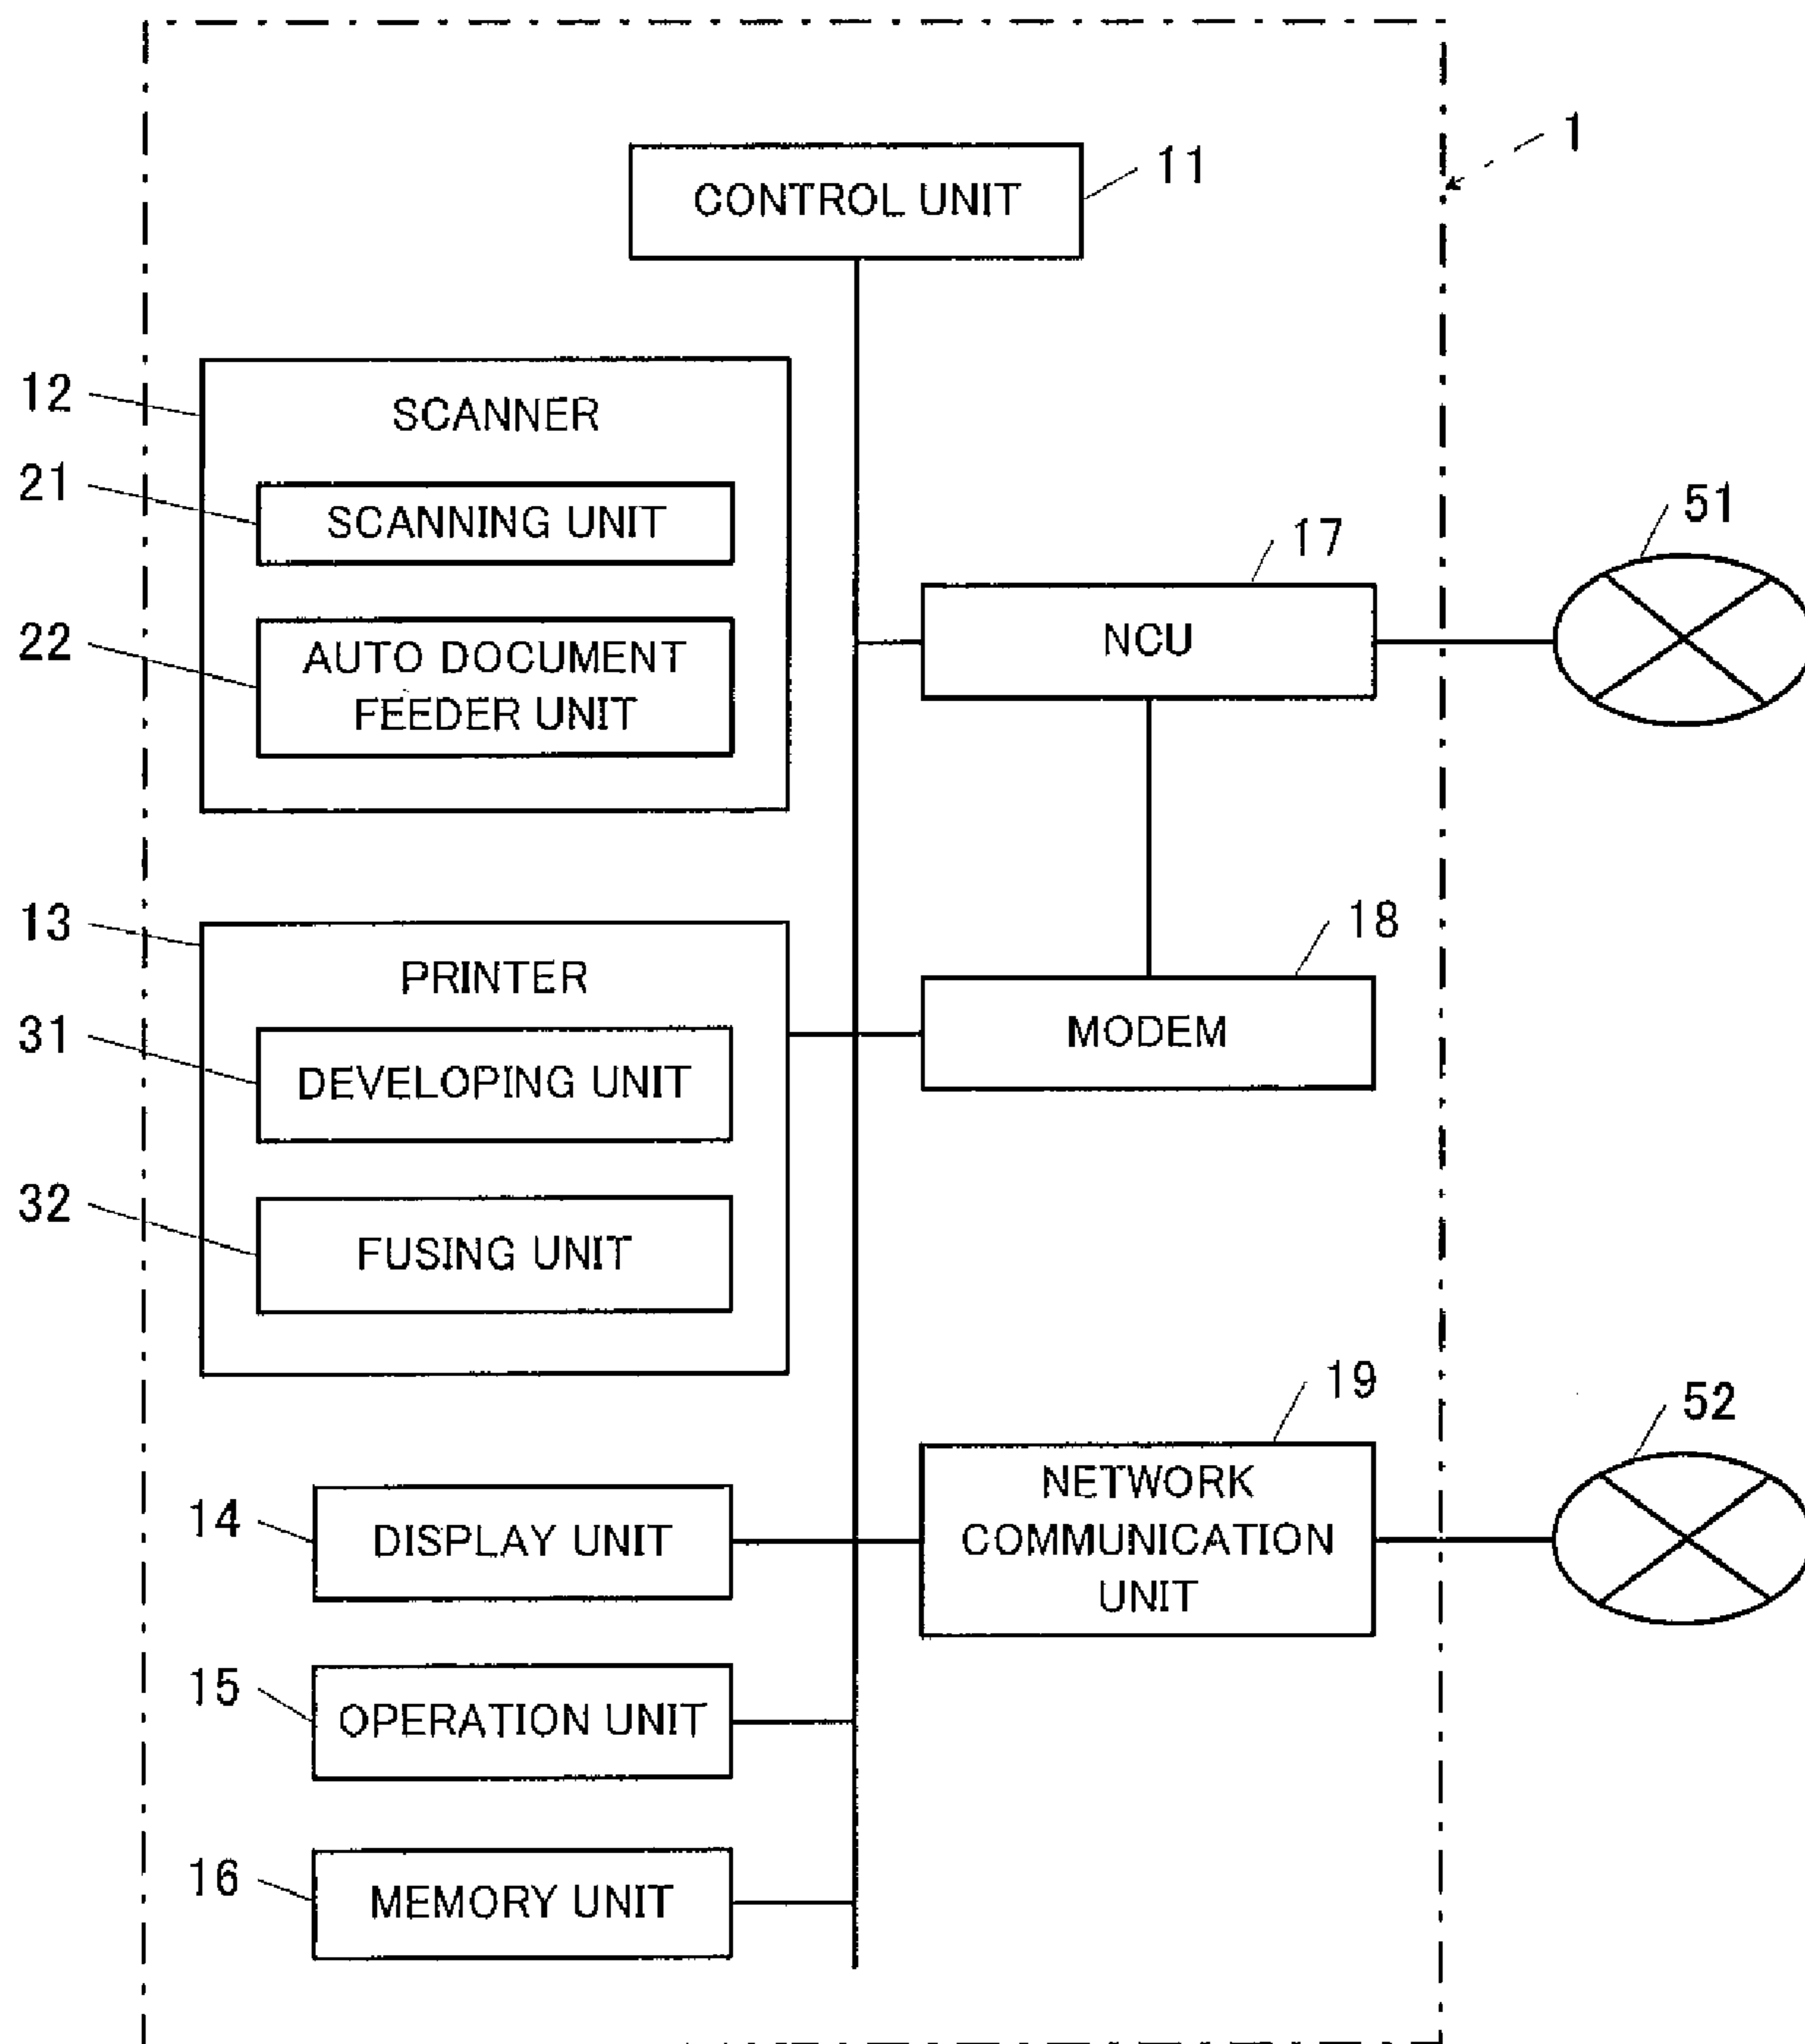 1
11
CONTROL UNIT
12
SCANNER
21
SCANNING UNIT
22
AUTO DOCUMENT
FEEDER UNIT
17
NCU
51
13
PRINTER
31
DEVELOPING UNIT
32
FUSING UNIT
18
MODEM
19
NETWORK
COMMUNICATION
UNIT
52
14
DISPLAY UNIT
15
OPERATION UNIT
16
MEMORY UNIT